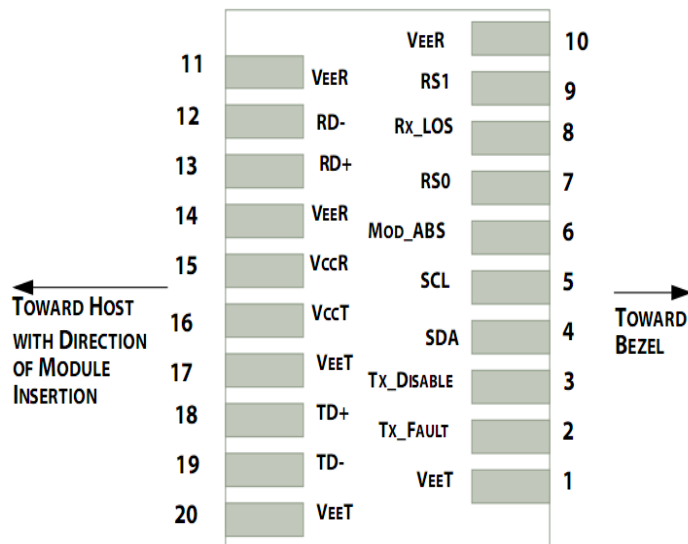 VEER 10
11 VEER
RS1 9
12 RD-
RX_LOS 8
13 RD+
RS0 7
14 VEER
MOD_ABS 6
15 VCCR
SCL 5
16 VCCT
SDA 4
17 VEET
TX_DISABLE 3
18 TD+
TX_FAULT 2
19 TD-
VEET 1
20 VEET
TOWARD HOST
WITH DIRECTION
OF MODULE
INSERTION
TOWARD
BEZEL